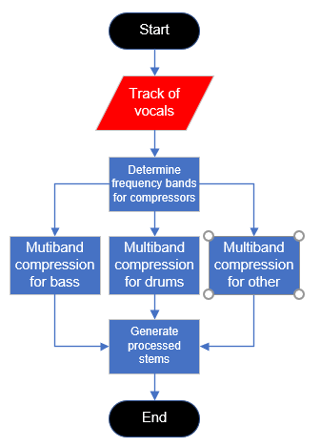 Start
Track of
vocals
Determine
frequency bands
for compressors
Mutiband
compression
for bass
Multiband
compression
for drums
Multiband
compression
for other
Generate
processed
stems
End